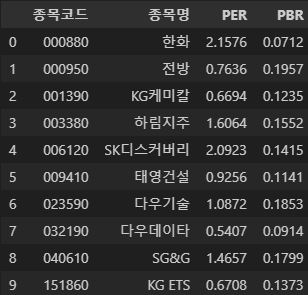 종목코드 종목명 PER PBR
0 000880 한화 2.1576 0.0712
1 000950 전방 0.7636 0.1957
2 001390 KG케미칼 0.6694 0.1235
3 003380 하림지주 1.6064 0.1552
4 006120 SK디스커버리 2.0923 0.1415
5 009410 태영건설 0.9256 0.1141
6 023590 다우기술 1.0872 0.1853
7 032190 다우데이타 0.5407 0.0914
8 040610 SG&G 1.4657 0.1799
9 151860 KG ETS 0.6708 0.1373